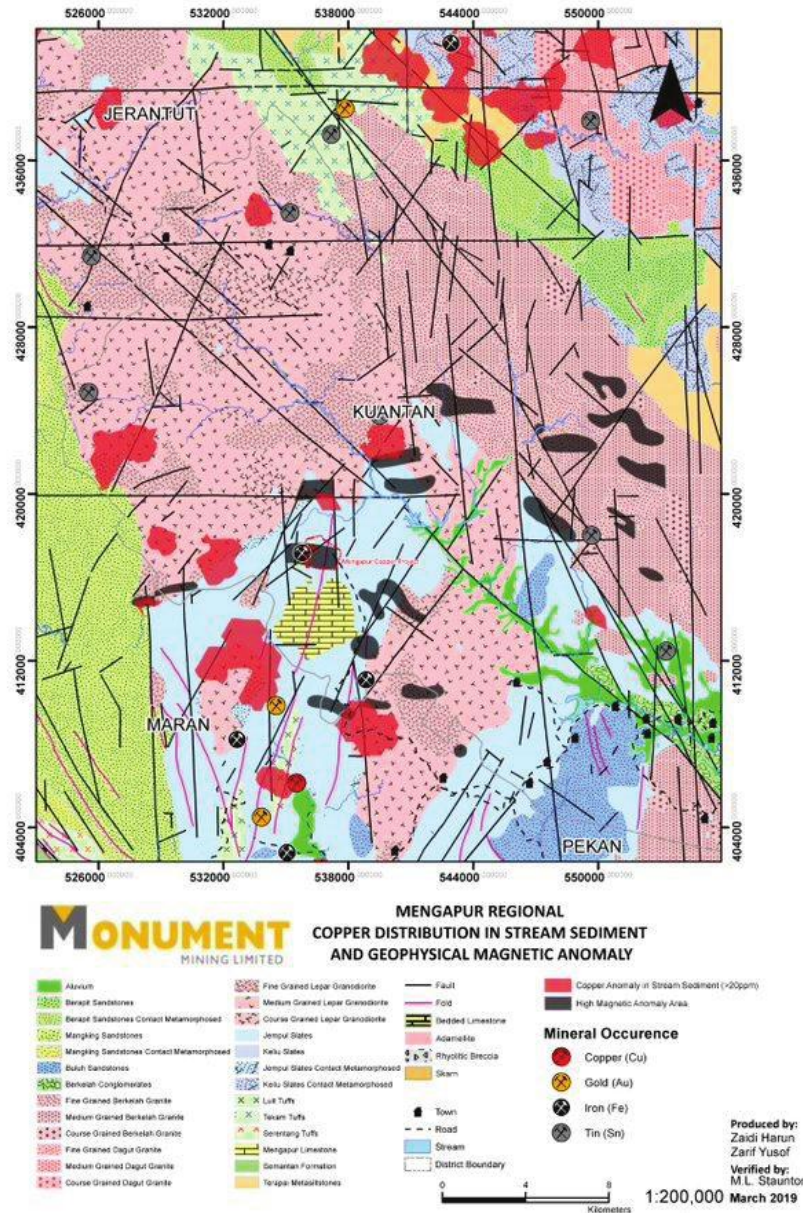 526000 532000 538000 544000 550000
436000
428000
420000
412000
404000
436000
428000
420000
412000
404000
N
JERANTUT
KUANTAN
Mengapur Copper Project
MARAN
PEKAN
526000 532000 538000 544000 550000
MONUMENT
MINING LIMITED
MENGAPUR REGIONAL
COPPER DISTRIBUTION IN STREAM SEDIMENT
AND GEOPHYSICAL MAGNETIC ANOMALY
Aluvium
Berapit Sandstones
Berapit Sandstones Contact Metamorphosed
Mangking Sandstones
Mangking Sandstones Contact Metamorphosed
Buluh Sandstones
Berkelah Conglomerates
Fine Grained Berkelah Granite
Medium Grained Berkelah Granite
Course Grained Berkelah Granite
Fine Grained Dagut Granite
Medium Grained Dagut Granite
Course Grained Dagut Granite
Fine Grained Lepar Granodiorite
Medium Grained Lepar Granodiorite
Course Grained Lepar Granodiorite
Jempul Slates
Keliu Slates
Jempul Slates Contact Metamorphosed
Keliu Slates Contact Metamorphosed
Luit Tuffs
Tekam Tuffs
Serentang Tuffs
Mengapur Limestone
Semantan Formation
Terapai Metasiltstones
Fault
Fold
Bedded Limestone
Adamellite
Rhyolitic Breccia
Skarn
Town
Road
Stream
District Boundary
Copper Anomaly in Stream Sediment (>20ppm)
High Magnetic Anomaly Area
Mineral Occurence
Copper (Cu)
Gold (Au)
Iron (Fe)
Tin (Sn)
0 4 8
Kilometers
1:200,000
Produced by:
Zaidi Harun
Zarif Yusof
Verified by:
M.L. Staunton
March 2019